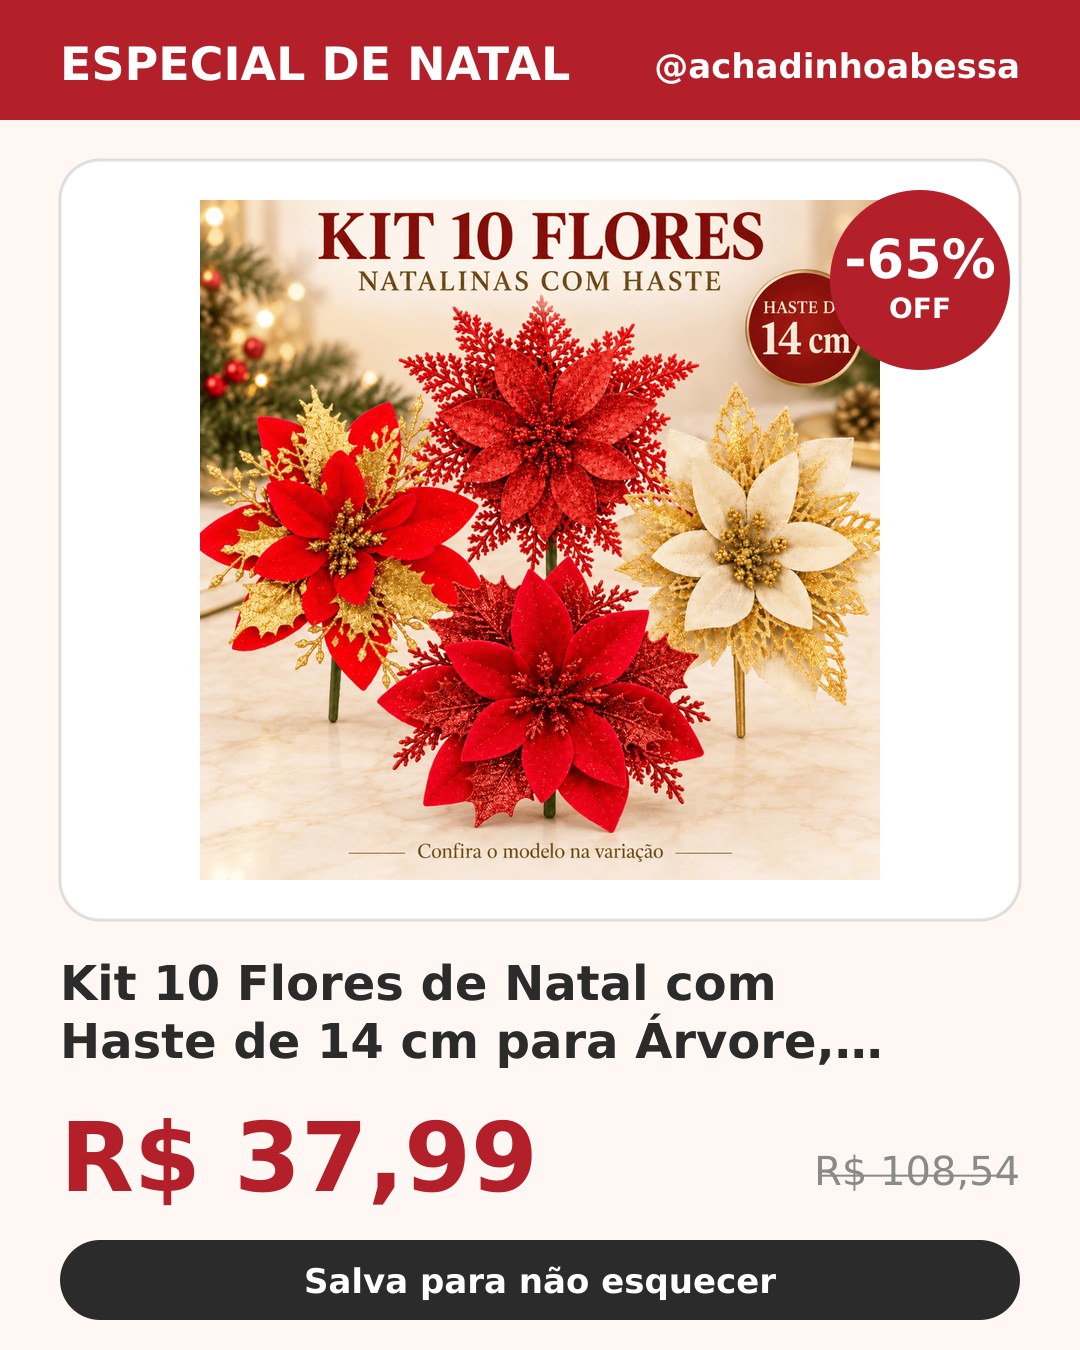 ESPECIAL DE NATAL
@achadinhoabessa
-65%
OFF
KIT 10 FLORES
NATALINAS COM HASTE
HASTE D
14 cm
Confira o modelo na variação
Kit 10 Flores de Natal com
Haste de 14 cm para Árvore,...
R$ 37,99
R$ 108,54
Salva para não esquecer